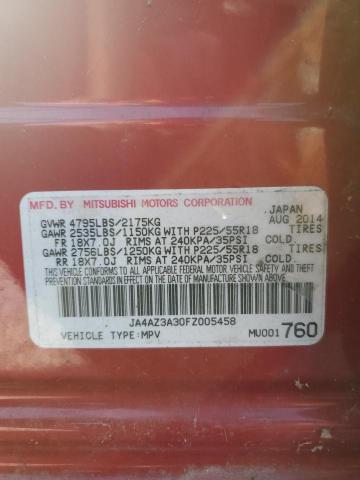 MFD. BY MITSUBISHI MOTORS CORPORATION
JAPAN
GVWR 4795LBS/2175KG AUG 2014
GAWR 2535LBS/1150KG WITH P225/55R18
FR 18X7.0J RIMS AT 240KPA/35PSI COLD.
GAWR 2756LBS/1250KG WITH P225/55R18
RR 18X7.0J RIMS AT 240KPA/35PSI COLD.
THIS VEHICLE CONFORMS TO ALL APPLICABLE FEDERAL MOTOR VEHICLE SAFETY, BUMPER, AND THEFT PREVENTION STANDARDS IN EFFECT ON THE DATE OF MANUFACTURE SHOWN ABOVE.
JA4AZ3A30FZ005458
VEHICLE TYPE:MPV MU001760